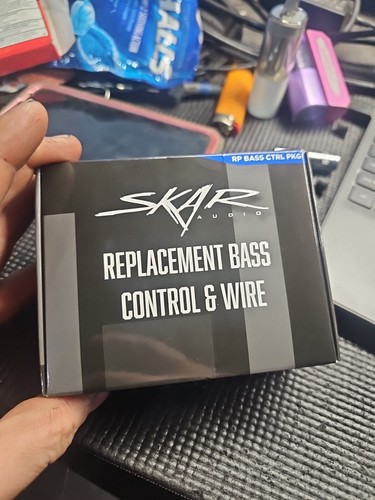 RP BASS CTRL PKG
SKAR
AUDIO
REPLACEMENT BASS
CONTROL & WIRE